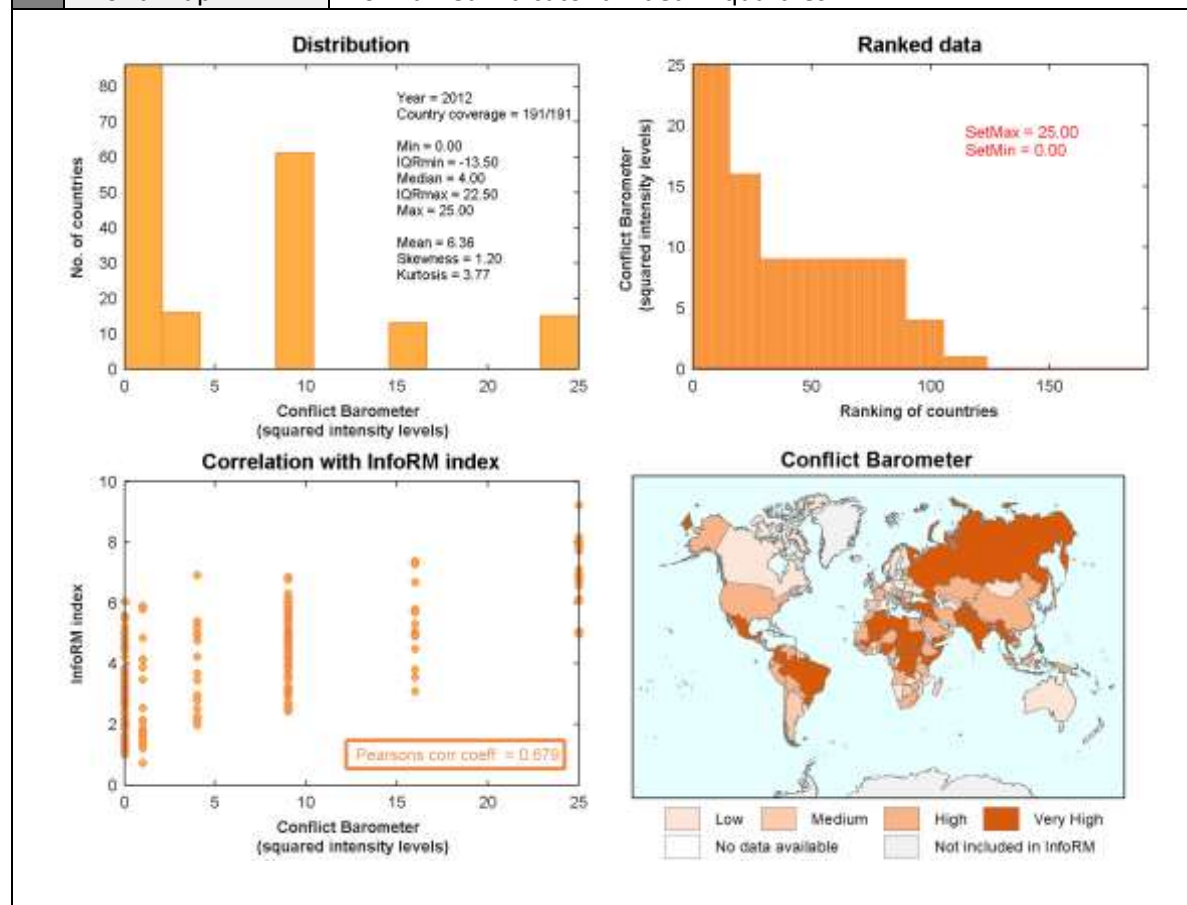 Distribution
80
70
60
50
40
30
20
10
0
No. of countries
Year = 2012
Country coverage = 191/191
Min = 0.00
IQRmin = -13.50
Median = 4.00
IQRmax = 22.50
Max = 25.00
Mean = 6.36
Skewness = 1.20
Kurtosis = 3.77
0 5 10 15 20 25
Conflict Barometer
(squared intensity levels)
Ranked data
25
20
15
10
5
0
Conflict Barometer
(squared intensity levels)
SetMax = 25.00
SetMin = 0.00
0 50 100 150
Ranking of countries
Correlation with InfoRM index
10
8
6
4
2
0
InfoRM index
Pearsons corr coeff = 0.679
0 5 10 15 20 25
Conflict Barometer
(squared intensity levels)
Conflict Barometer
Low Medium High Very High
No data available Not included in InfoRM